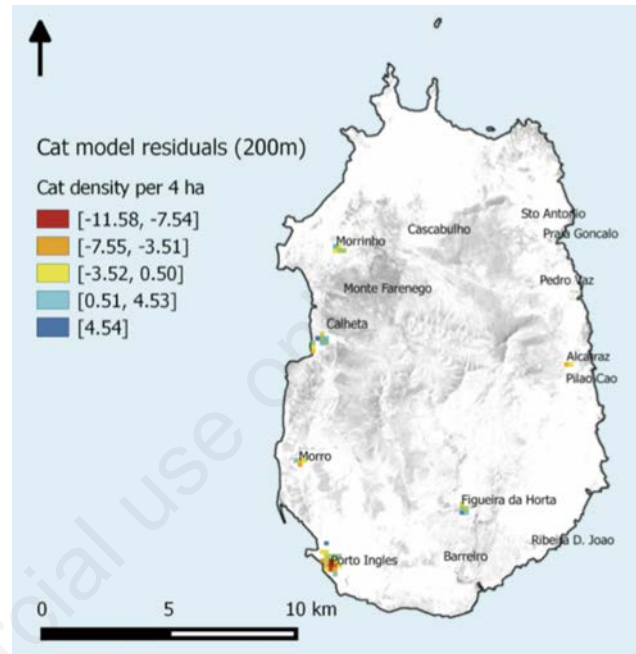 Cat model residuals (200m)
Cat density per 4 ha
[-11.58, -7.54]
[-7.55, -3.51]
[-3.52, 0.50]
[0.51, 4.53]
[4.54]
Sto Antonio
Cascabulho
Praia Goncalo
Morrinho
Pedro Vaz
Monte Farenego
Calheta
Alcatraz
Pilao Cao
Morro
Figueira da Horta
Ribeira D. Joao
Barreiro
Porto Ingles
0 5 10 km